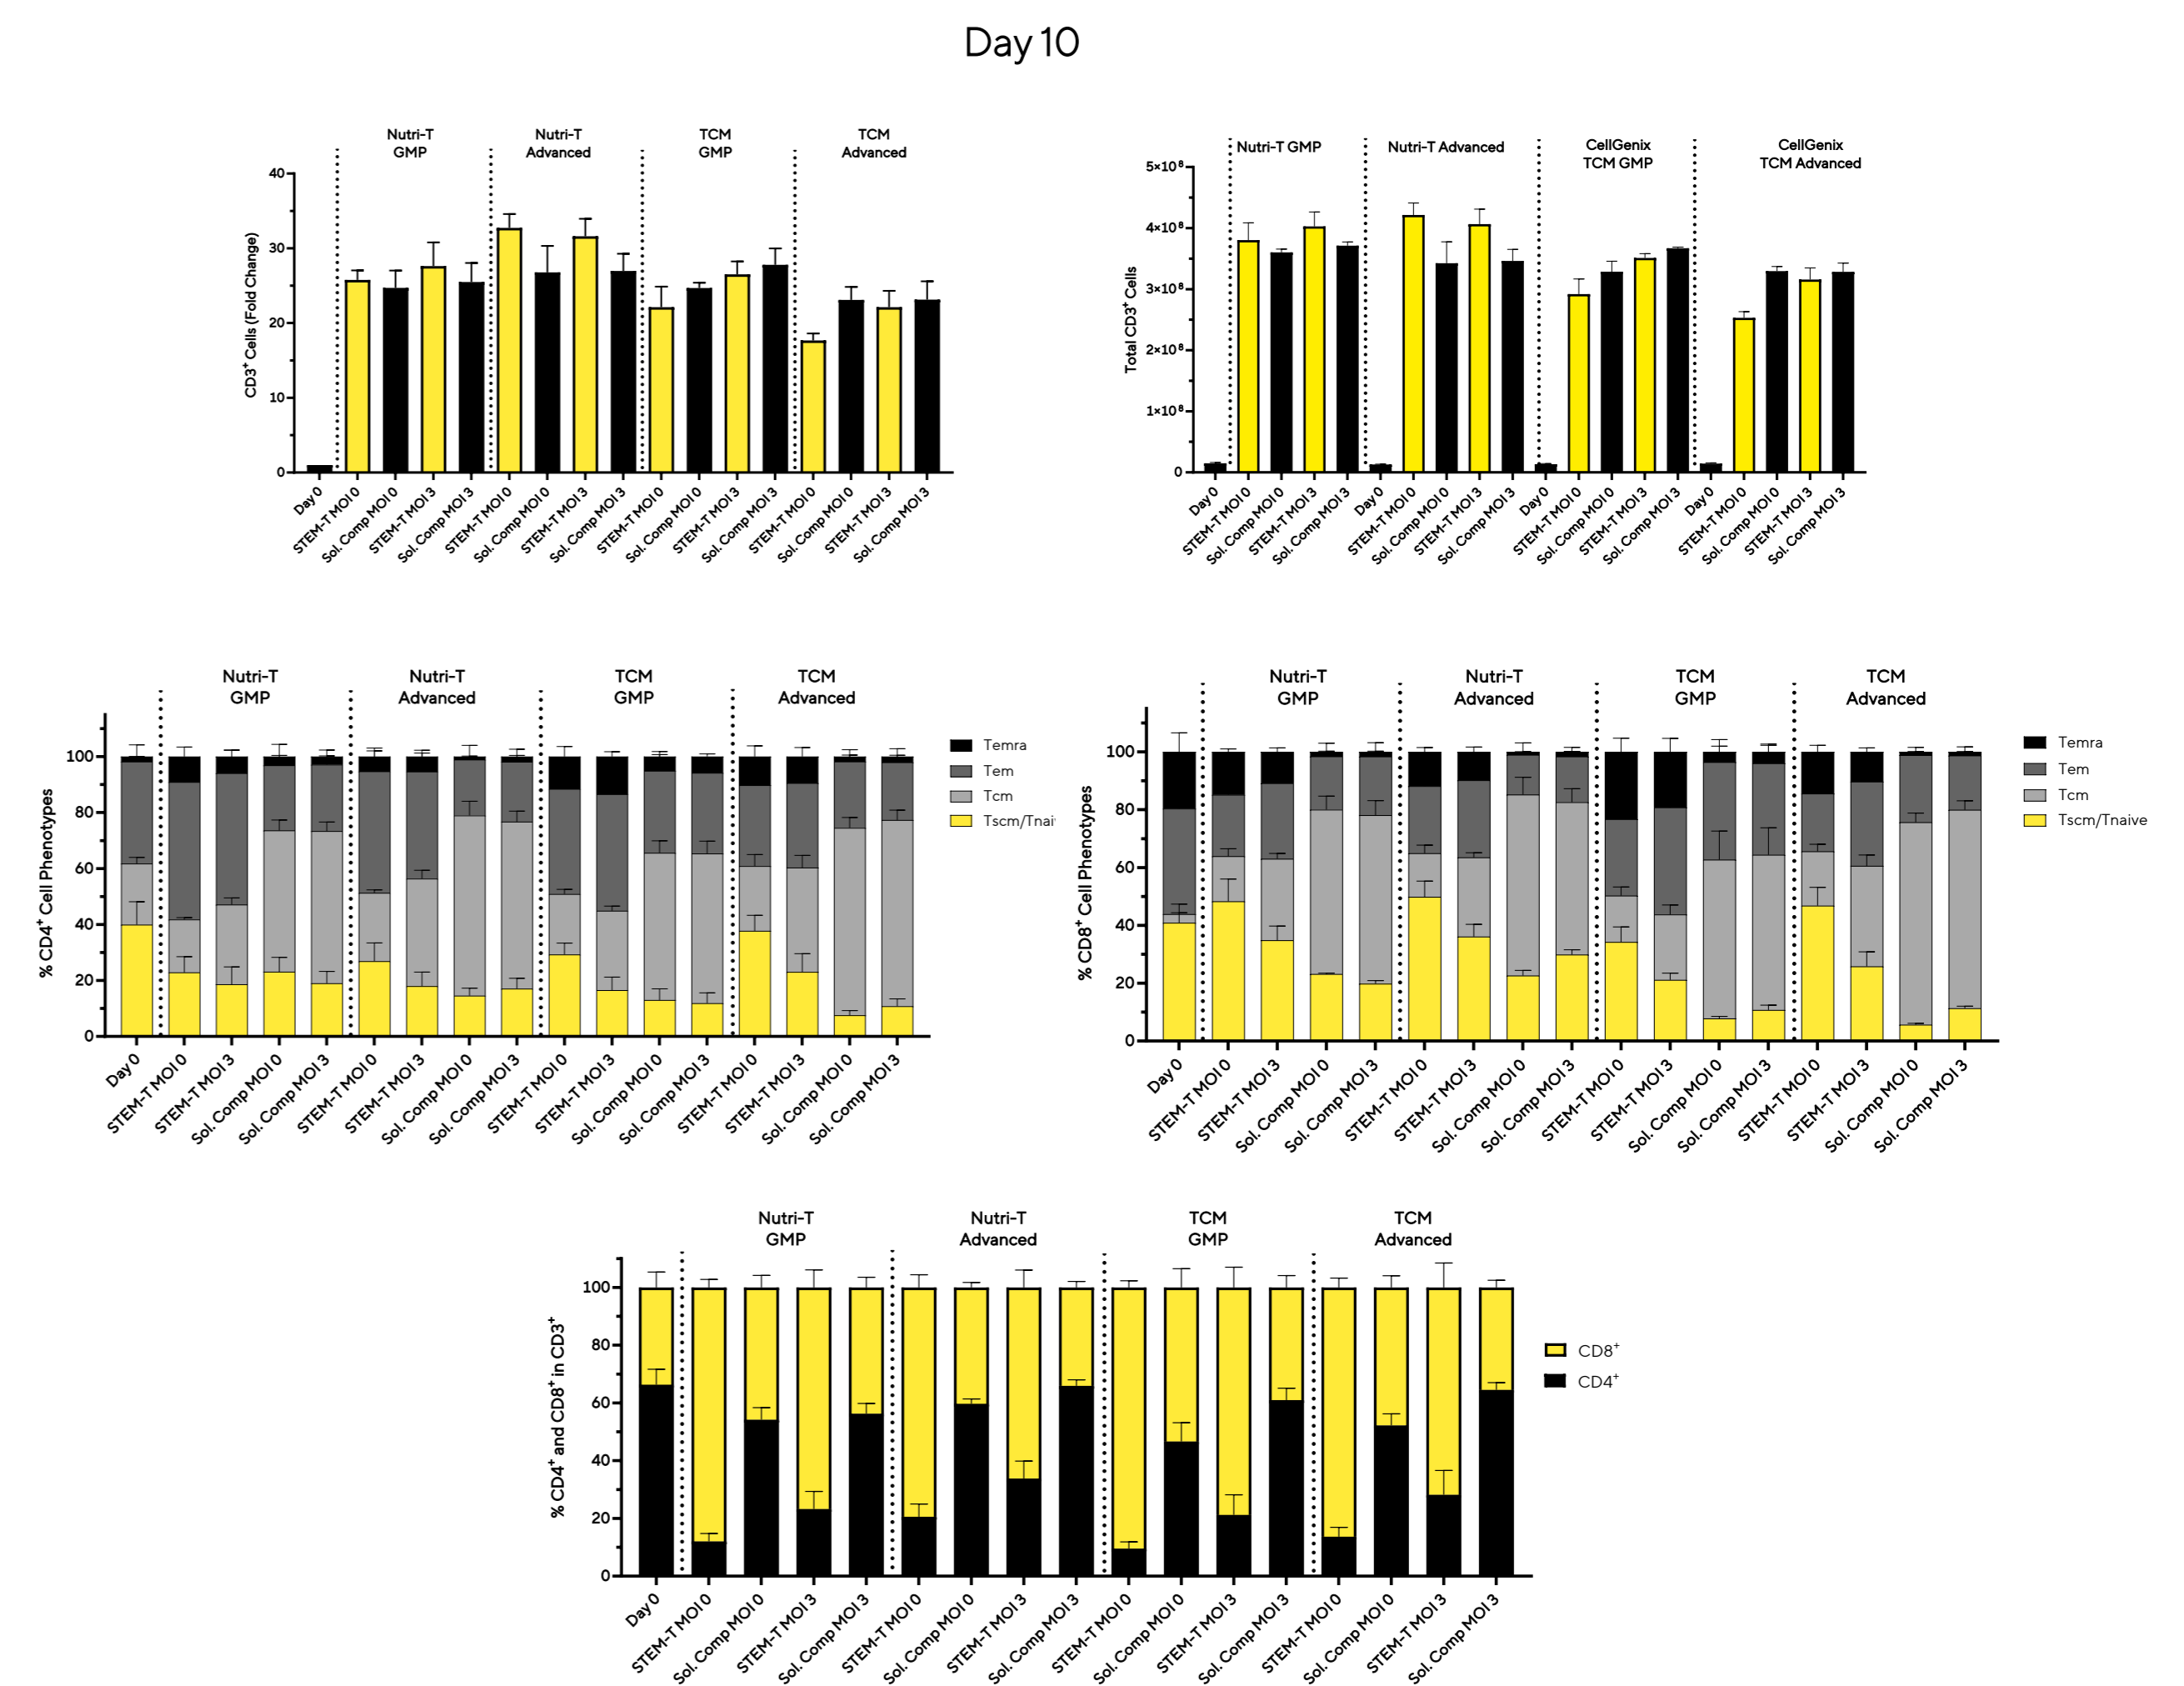 Day 10
Nutri-T
GMP
Nutri-T
Advanced
TCM
GMP
TCM
Advanced
CD3⁺ Cells (Fold Change)
40
30
20
10
0
Day 0
STEM-T MOI 0
Sol. Comp MOI 0
STEM-T MOI 3
Sol. Comp MOI 3
STEM-T MOI 0
Sol. Comp MOI 0
STEM-T MOI 3
Sol. Comp MOI 3
STEM-T MOI 0
Sol. Comp MOI 0
STEM-T MOI 3
Sol. Comp MOI 3
STEM-T MOI 0
Sol. Comp MOI 0
STEM-T MOI 3
Sol. Comp MOI 3
Nutri-T GMP
Nutri-T Advanced
CellGenix
TCM GMP
CellGenix
TCM Advanced
Total CD3⁺ Cells
5×10⁸
4×10⁸
3×10⁸
2×10⁸
1×10⁸
0
Day 0
STEM-T MOI 0
Sol. Comp MOI 0
STEM-T MOI 3
Sol. Comp MOI 3
Day 0
STEM-T MOI 0
Sol. Comp MOI 0
STEM-T MOI 3
Sol. Comp MOI 3
Day 0
STEM-T MOI 0
Sol. Comp MOI 0
STEM-T MOI 3
Sol. Comp MOI 3
Day 0
STEM-T MOI 0
Sol. Comp MOI 0
STEM-T MOI 3
Sol. Comp MOI 3
Nutri-T
GMP
Nutri-T
Advanced
TCM
GMP
TCM
Advanced
% CD4⁺ Cell Phenotypes
100
80
60
40
20
0
Day 0
STEM-T MOI 0
STEM-T MOI 3
Sol. Comp MOI 0
Sol. Comp MOI 3
STEM-T MOI 0
STEM-T MOI 3
Sol. Comp MOI 0
Sol. Comp MOI 3
STEM-T MOI 0
STEM-T MOI 3
Sol. Comp MOI 0
Sol. Comp MOI 3
STEM-T MOI 0
STEM-T MOI 3
Sol. Comp MOI 0
Sol. Comp MOI 3
Temra
Tem
Tcm
Tscm/Tnai
Nutri-T
GMP
Nutri-T
Advanced
TCM
GMP
TCM
Advanced
% CD8⁺ Cell Phenotypes
100
80
60
40
20
0
Day 0
STEM-T MOI 0
STEM-T MOI 3
Sol. Comp MOI 0
Sol. Comp MOI 3
STEM-T MOI 0
STEM-T MOI 3
Sol. Comp MOI 0
Sol. Comp MOI 3
STEM-T MOI 0
STEM-T MOI 3
Sol. Comp MOI 0
Sol. Comp MOI 3
STEM-T MOI 0
STEM-T MOI 3
Sol. Comp MOI 0
Sol. Comp MOI 3
Temra
Tem
Tcm
Tscm/Tnaive
Nutri-T
GMP
Nutri-T
Advanced
TCM
GMP
TCM
Advanced
% CD4⁺ and CD8⁺ in CD3⁺
100
80
60
40
20
0
Day 0
STEM-T MOI 0
Sol. Comp MOI 0
STEM-T MOI 3
Sol. Comp MOI 3
STEM-T MOI 0
Sol. Comp MOI 0
STEM-T MOI 3
Sol. Comp MOI 3
STEM-T MOI 0
Sol. Comp MOI 0
STEM-T MOI 3
Sol. Comp MOI 3
STEM-T MOI 0
Sol. Comp MOI 0
STEM-T MOI 3
Sol. Comp MOI 3
CD8⁺
CD4⁺